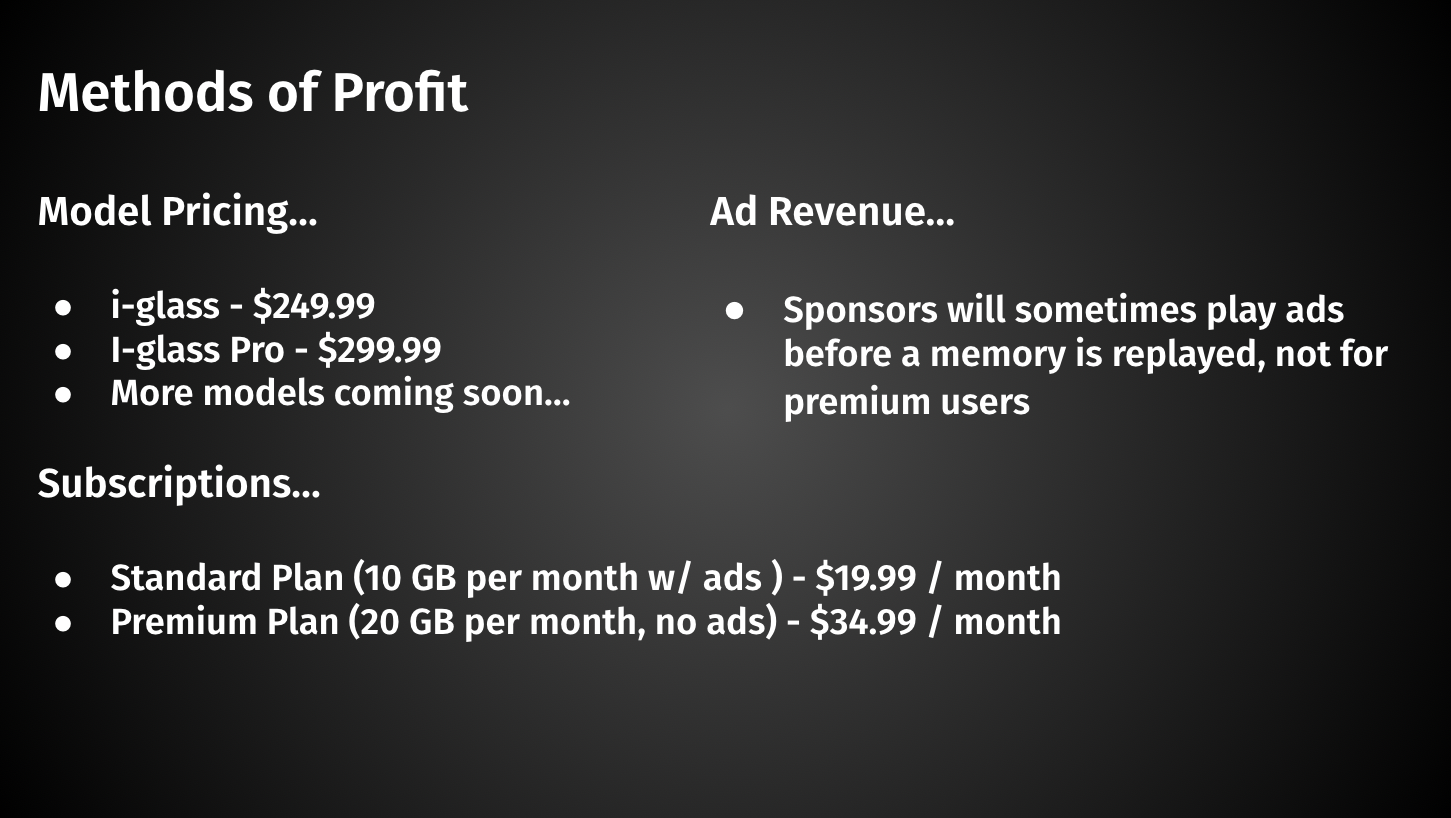 Methods of Profit
Model Pricing...
● i-glass - $249.99
● I-glass Pro - $299.99
● More models coming soon...
Subscriptions...
● Standard Plan (10 GB per month w/ ads ) - $19.99 / month
● Premium Plan (20 GB per month, no ads) - $34.99 / month
Ad Revenue...
● Sponsors will sometimes play ads
before a memory is replayed, not for
premium users